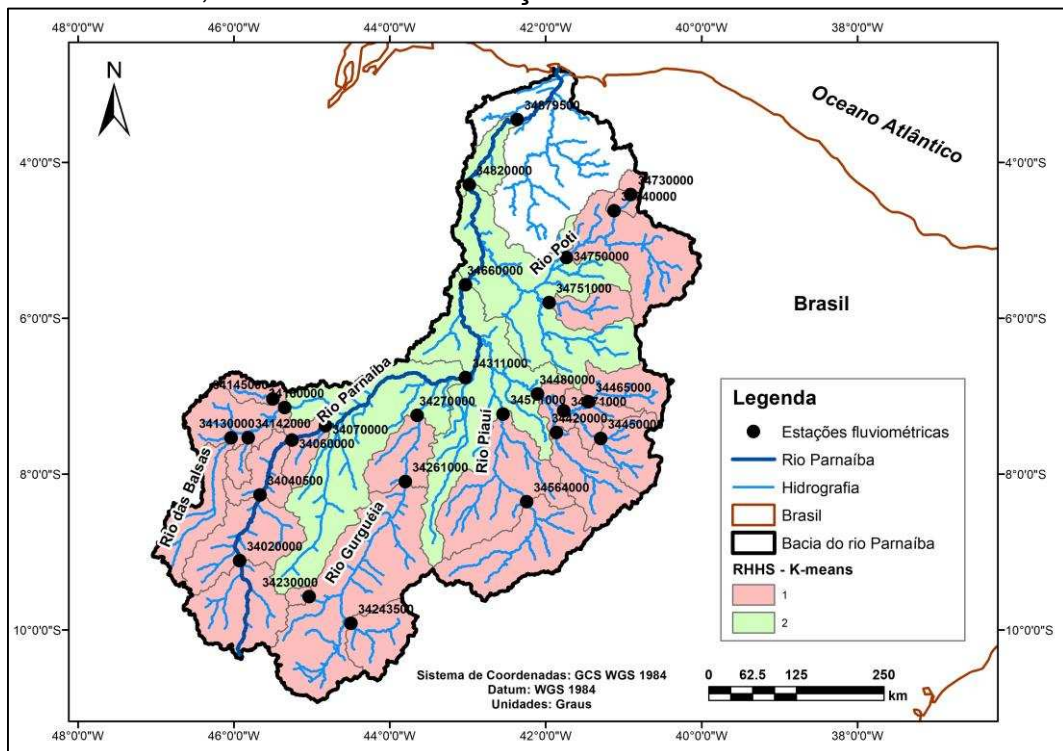 48°0'0"W 46°0'0"W 44°0'0"W 42°0'0"W 40°0'0"W 38°0'0"W
N
Oceano Atlântico
34879500
4°0'0"S 4°0'0"S
34820000
34730000
Rio Poti
34750000
34660000
34751000
Brasil
6°0'0"S 6°0'0"S
34311000
Rio Parnaíba
34145000
34270000
34480000
34465000
34571000
34130000
34142000
34070000
34420000
34450000
34060000
Rio Piauí
34261000
8°0'0"S 8°0'0"S
Rio das Balsas
34040500
34564000
Rio Gurguéia
34020000
34230000
34243500
10°0'0"S 10°0'0"S
Legenda
Estações fluviométricas
Rio Parnaíba
Hidrografia
Brasil
Bacia do rio Parnaíba
RHHS - K-means
1
2
Sistema de Coordenadas: GCS WGS 1984
Datum: WGS 1984
Unidades: Graus
0 62.5 125 250
km
48°0'0"W 46°0'0"W 44°0'0"W 42°0'0"W 40°0'0"W 38°0'0"W